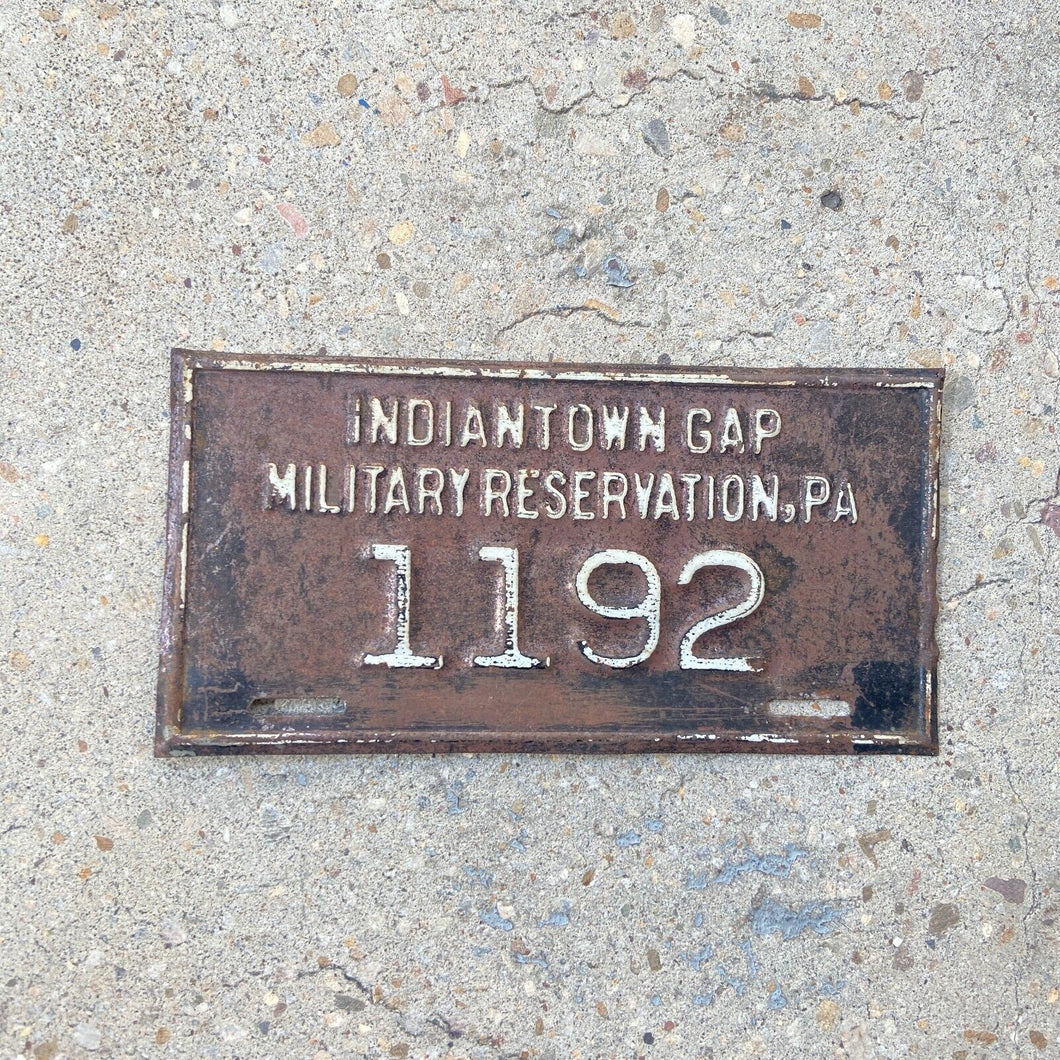 INDIANTOWN GAP
MILITARY RESERVATION, PA
1192